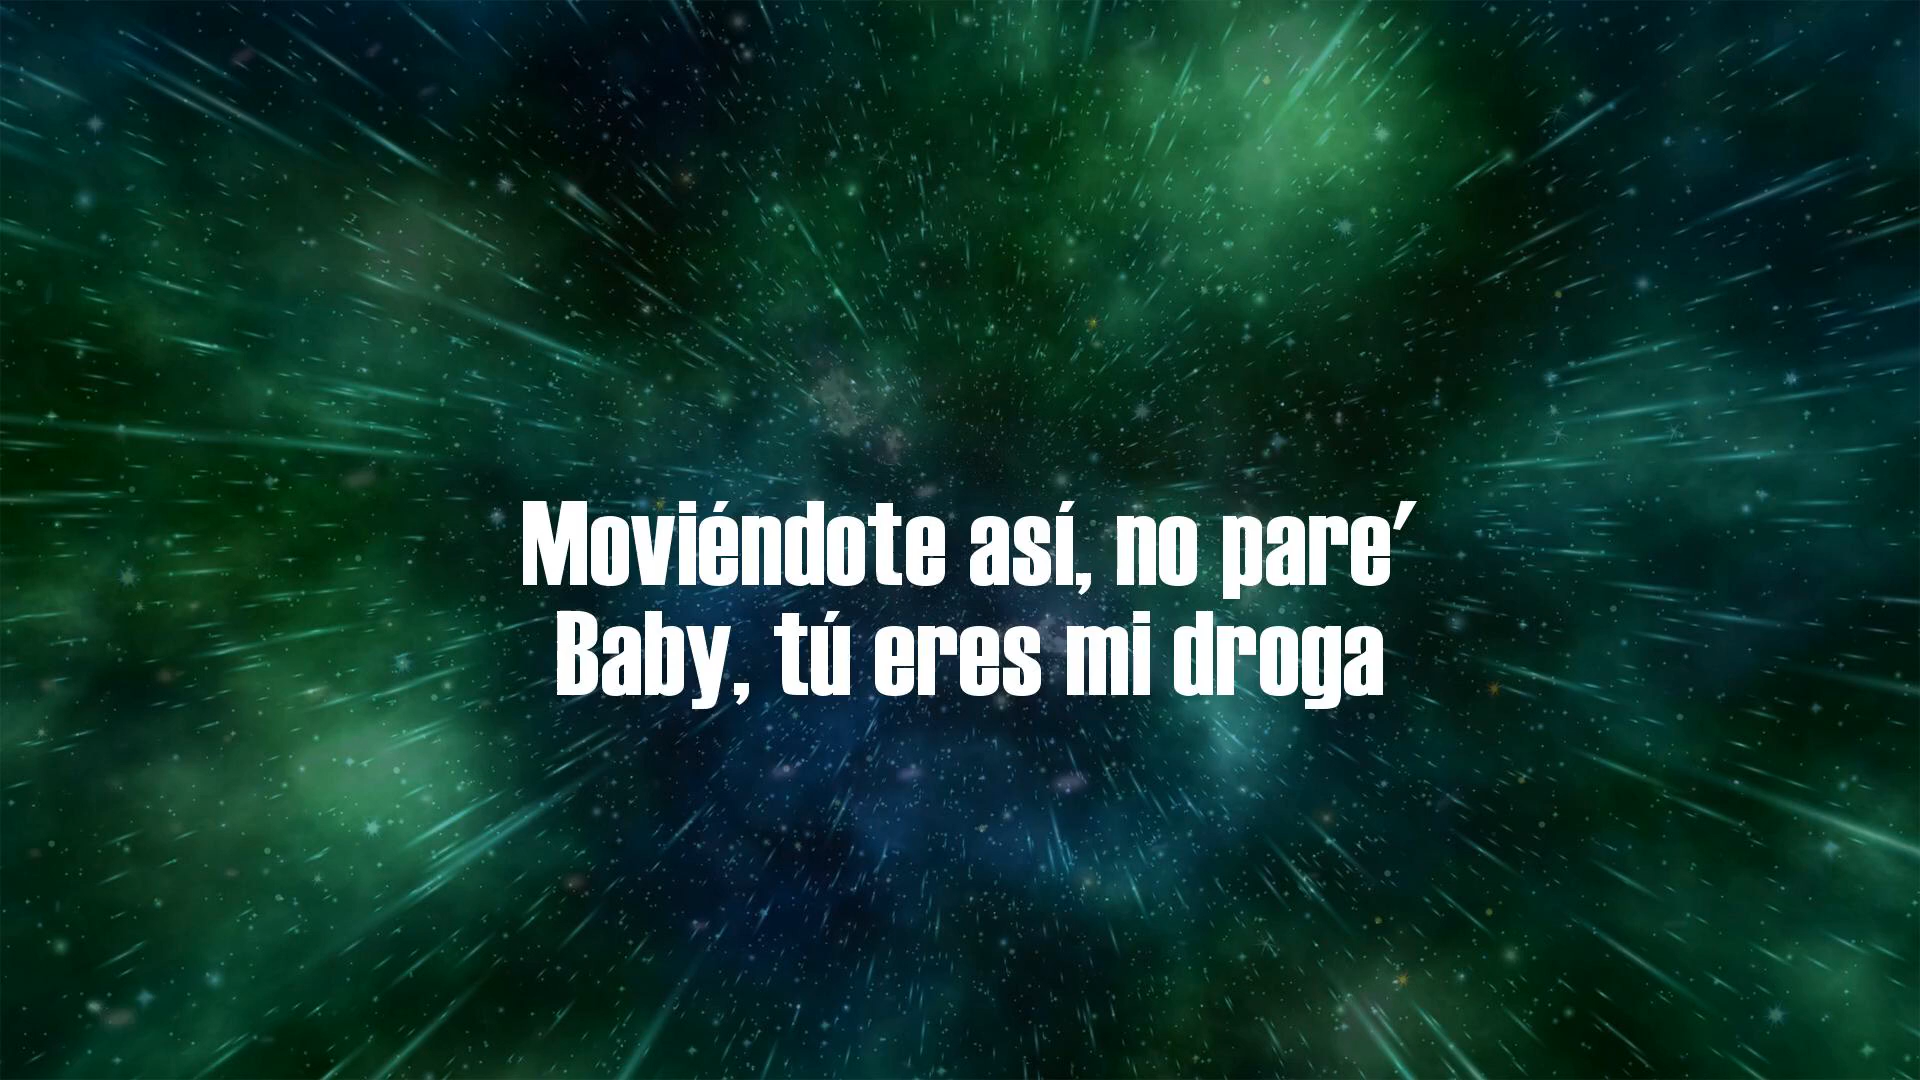 Moviéndote así, no pare'
Baby, tú eres mi droga